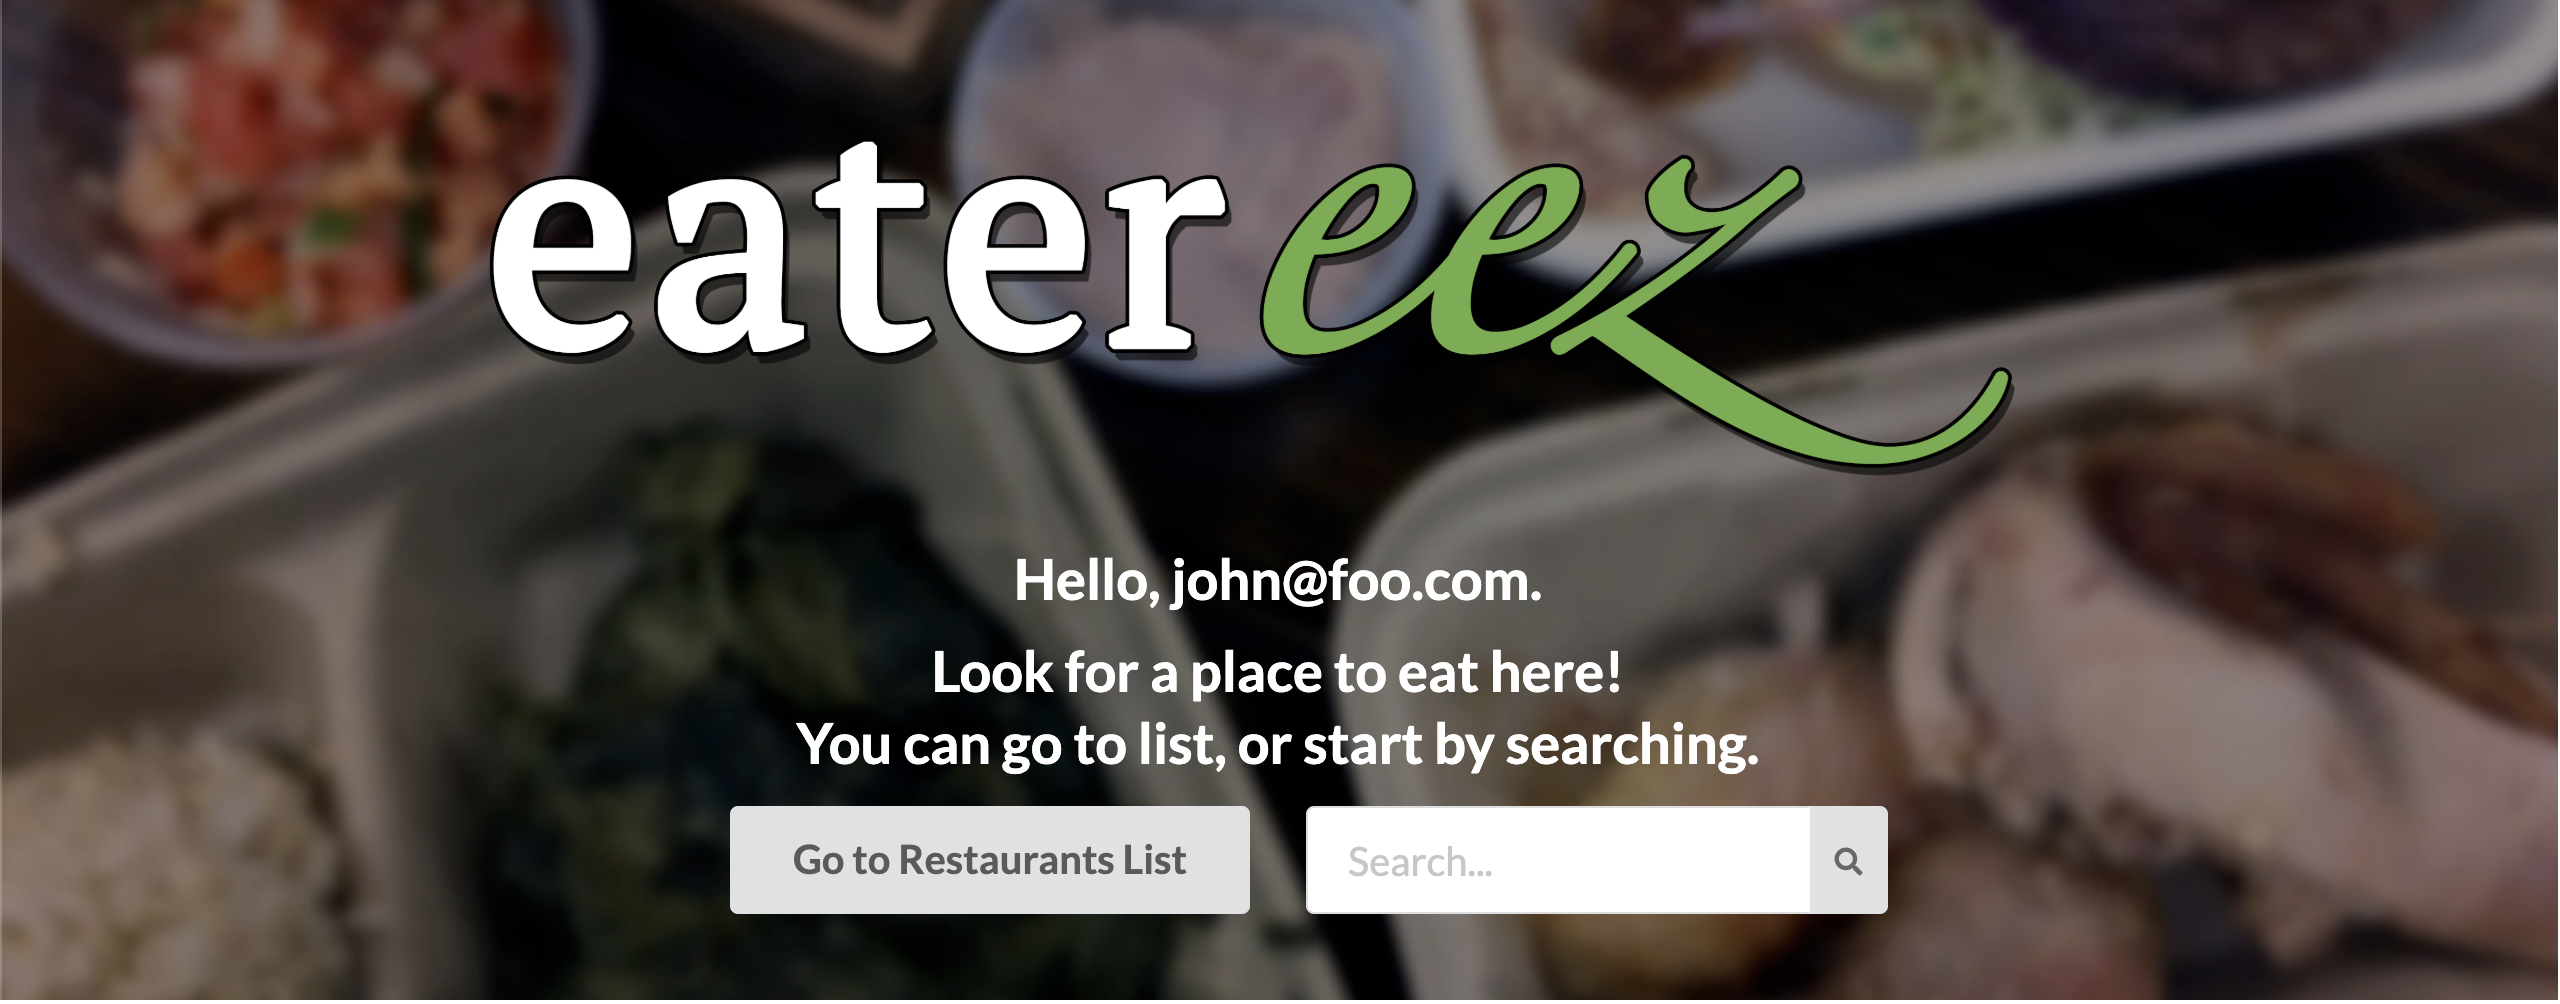 eatereez
Hello, john@foo.com.
Look for a place to eat here!
You can go to list, or start by searching.
Go to Restaurants List
Search...